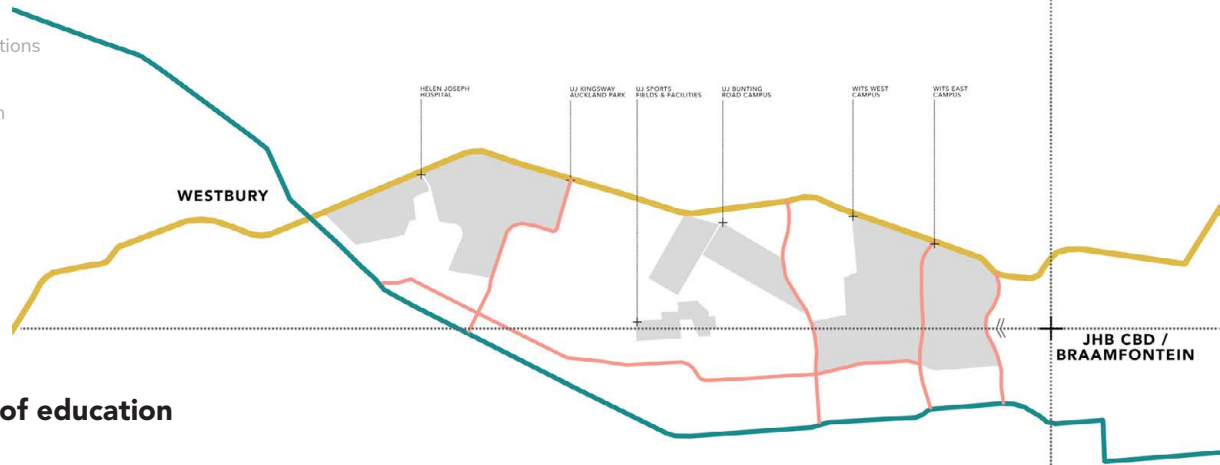 tions
n
HELEN JOSEPH
HOSPITAL
UJ KINGSWAY
AUCKLAND PARK
UJ SPORTS
FIELDS & FACILITIES
UJ BUNTING
ROAD CAMPUS
WITS WEST
CAMPUS
WITS EAST
CAMPUS
WESTBURY
JHB CBD /
BRAAMFONTEIN
of education